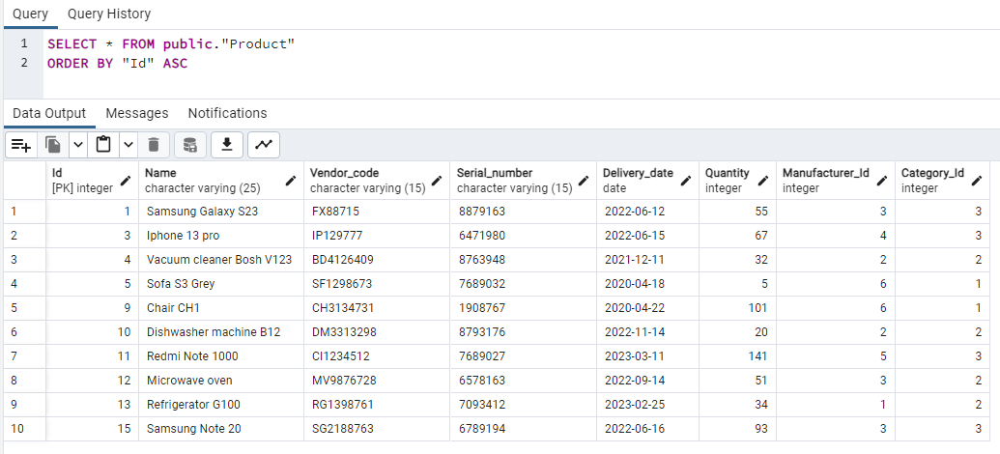 Query Query History
1 SELECT * FROM public."Product"
2 ORDER BY "Id" ASC
Data Output Messages Notifications
Id Name Vendor_code Serial_number Delivery_date Quantity Manufacturer_Id Category_Id
[PK] integer character varying (25) character varying (15) character varying (15) date integer integer integer
1 1 Samsung Galaxy S23 FX88715 8879163 2022-06-12 55 3 3
2 3 Iphone 13 pro IP129777 6471980 2022-06-15 67 4 3
3 4 Vacuum cleaner Bosh V123 BD4126409 8763948 2021-12-11 32 2 2
4 5 Sofa S3 Grey SF1298673 7689032 2020-04-18 5 6 1
5 9 Chair CH1 CH3134731 1908767 2020-04-22 101 6 1
6 10 Dishwasher machine B12 DM3313298 8793176 2022-11-14 20 2 2
7 11 Redmi Note 1000 CI1234512 7689027 2023-03-11 141 5 3
8 12 Microwave oven MV9876728 6578163 2022-09-14 51 3 2
9 13 Refrigerator G100 RG1398761 7093412 2023-02-25 34 1 2
10 15 Samsung Note 20 SG2188763 6789194 2022-06-16 93 3 3